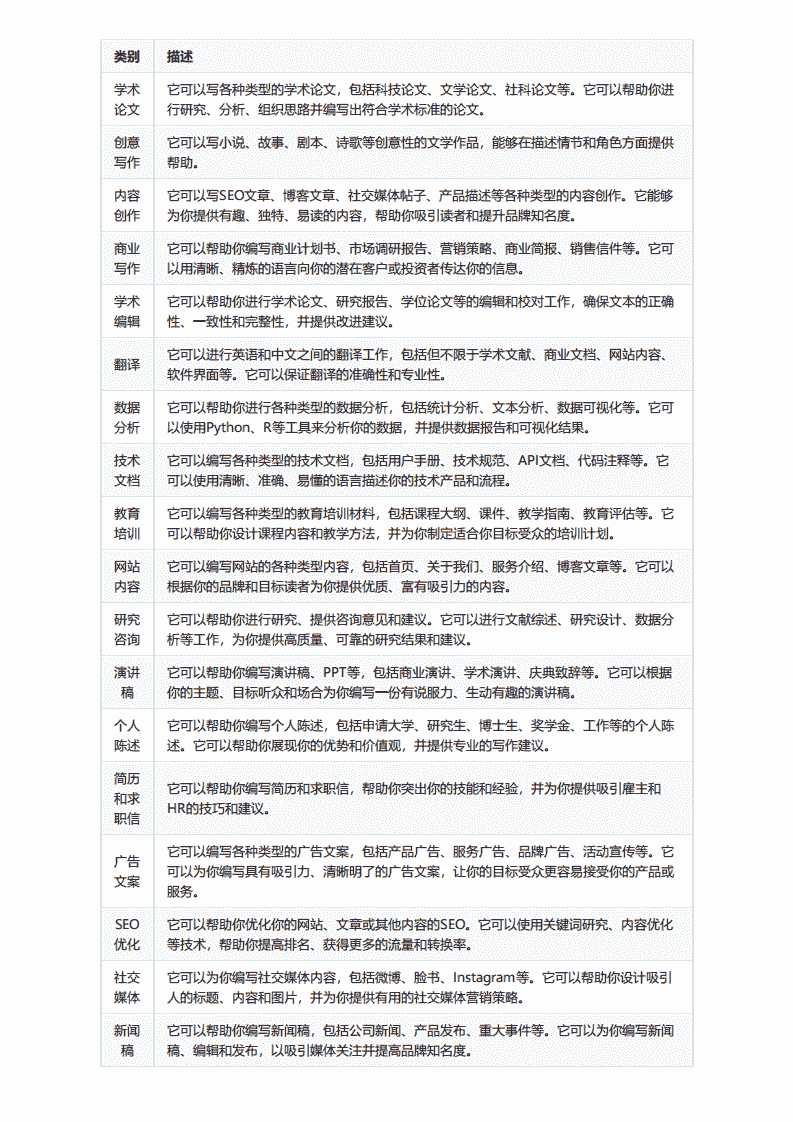 类别 描述
学术 它可以写各种类型的学术论文，包括科技论文、文学论文、社科论文等。它可以帮助你进
论文 行研究、分析、组织思路并编写出符合学术标准的论文。
创意 它可以写小说、故事、剧本、诗歌等创意性的文学作品，能够在描述情节和角色方面提供
写作 帮助。
内容 它可以写SEO文章、博客文章、社交媒体帖子、产品描述等各种类型的内容创作。它能够
创作 为你提供有趣、独特、易读的内容，帮助你吸引读者和提升品牌知名度。
商业 它可以帮助你编写商业计划书、市场调研报告、营销策略、商业简报、销售信件等。它可
写作 以用清晰、精炼的语言向你的潜在客户或投资者传达你的信息。
学术 它可以帮助你进行学术论文、研究报告、学位论文等的编辑和校对工作，确保文本的正确
编辑 性、一致性和完整性，并提供改进建议。
翻译 它可以进行英语和中文之间的翻译工作，包括但不限于学术文献、商业文档、网站内容、
软件界面等。它可以保证翻译的准确性和专业性。
数据 它可以帮助你进行各种类型的数据分析，包括统计分析、文本分析、数据可视化等。它可
分析 以使用Python、R等工具来分析你的数据，并提供数据报告和可视化结果。
技术 它可以编写各种类型的技术文档，包括用户手册、技术规范、API文档、代码注释等。它
文档 可以使用清晰、准确、易懂的语言描述你的技术产品和流程。
教育 它可以编写各种类型的教育培训材料，包括课程大纲、课件、教学指南、教育评估等。它
培训 可以帮助你设计课程内容和教学方法，并为你制定适合你目标受众的培训计划。
网站 它可以编写网站的各种类型内容，包括首页、关于我们、服务介绍、博客文章等。它可以
内容 根据你的品牌和目标读者为你提供优质、富有吸引力的内容。
研究 它可以帮助你进行研究、提供咨询意见和建议。它可以进行文献综述、研究设计、数据分
咨询 析等工作，为你提供高质量、可靠的研究结果和建议。
演讲 它可以帮助你编写演讲稿、PPT等，包括商业演讲、学术演讲、庆典致辞等。它可以根据
稿 你的主题、目标听众和场合为你编写一份有说服力、生动有趣的演讲稿。
个人 它可以帮助你编写个人陈述，包括申请大学、研究生、博士生、奖学金、工作等的个人陈
陈述 述。它可以帮助你展现你的优势和价值观，并提供专业的写作建议。
简历
和求 它可以帮助你编写简历和求职信，帮助你突出你的技能和经验，并为你提供吸引雇主和
职信 HR的技巧和建议。
广告 它可以编写各种类型的广告文案，包括产品广告、服务广告、品牌广告、活动宣传等。它
文案 可以为你编写具有吸引力、清晰明了的广告文案，让你的目标受众更容易接受你的产品或
服务。
SEO 它可以帮助你优化你的网站、文章或其他内容的SEO。它可以使用关键词研究、内容优化
优化 等技术，帮助你提高排名、获得更多的流量和转换率。
社交 它可以为你编写社交媒体内容，包括微博、脸书、Instagram等。它可以帮助你设计吸引
媒体 人的标题、内容和图片，并为你提供有用的社交媒体营销策略。
新闻 它可以帮助你编写新闻稿，包括公司新闻、产品发布、重大事件等。它可以为你编写新闻
稿 稿、编辑和发布，以吸引媒体关注并提高品牌知名度。